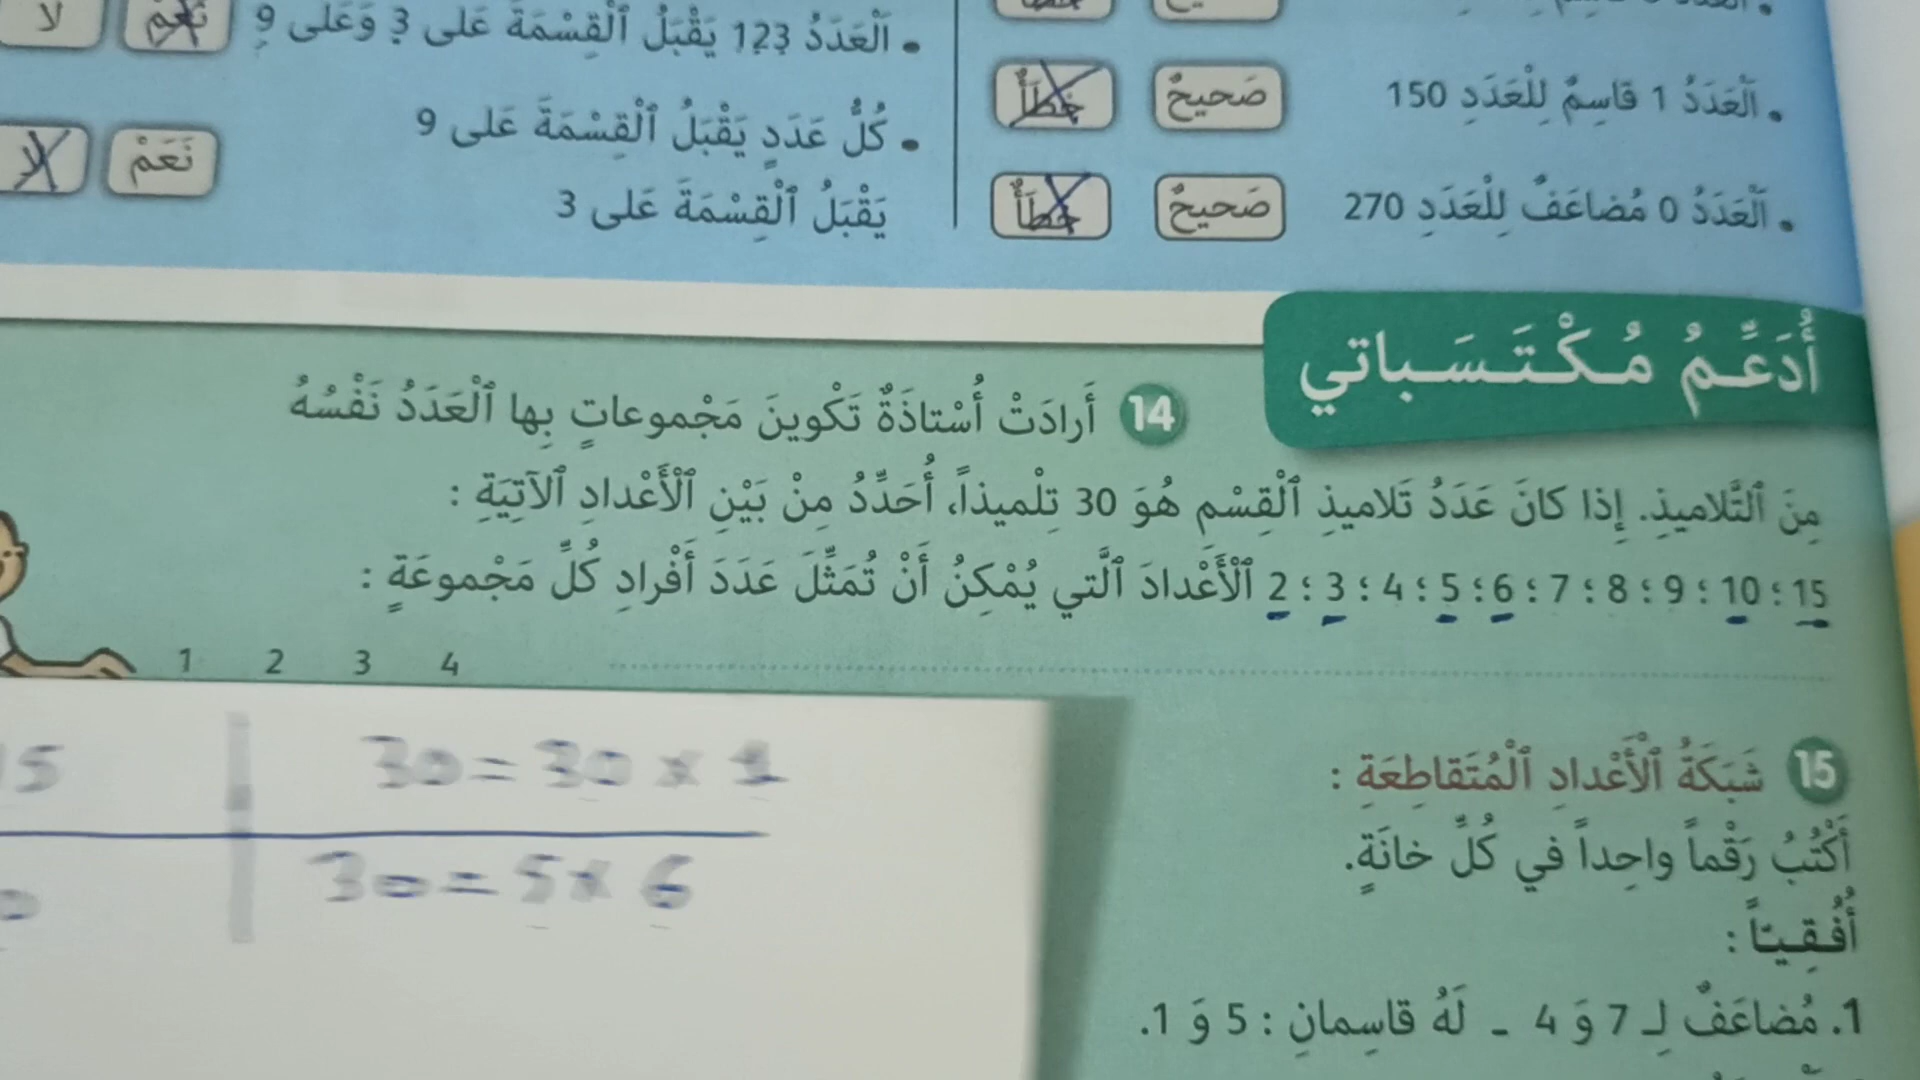 • اَلْعَدَدُ 1 قَاسِمٌ لِلْعَدَدِ 150 صَحيحٌ خَطَأٌ
• اَلْعَدَدُ 0 مُضاعَفٌ لِلْعَدَدِ 270 صَحيحٌ خَطَأٌ
• اَلْعَدَدُ 123 يَقْبَلُ ٱلْقِسْمَةَ عَلى 3 وَعَلى 9 نَعَمْ لا
• كُلُّ عَدَدٍ يَقْبَلُ ٱلْقِسْمَةَ عَلى 9
يَقْبَلُ ٱلْقِسْمَةَ عَلى 3 نَعَمْ لا
أُدَعِّمُ مُكْتَسَباتي
14 أَرادَتْ أُسْتاذَةٌ تَكْوينَ مَجْموعاتٍ بِها ٱلْعَدَدُ نَفْسُهُ
مِنَ ٱلتَّلاميذِ. إِذا كانَ عَدَدُ تَلاميذِ ٱلْقِسْمِ هُوَ 30 تِلْميذاً، أُحَدِّدُ مِنْ بَيْنِ ٱلْأَعْدادِ ٱلْآتِيَةِ :
15 ؛ 10 ؛ 9 ؛ 8 ؛ 7 ؛ 6 ؛ 5 ؛ 4 ؛ 3 ؛ 2 ٱلْأَعْدادَ ٱلَّتي يُمْكِنُ أَنْ تُمَثِّلَ عَدَدَ أَفْرادِ كُلِّ مَجْموعَةٍ :
1 2 3 4
30 = 30 × 1
30 = 5 × 6
15 شَبَكَةُ ٱلْأَعْدادِ ٱلْمُتَقاطِعَةِ :
أَكْتُبُ رَقْماً واحِداً في كُلِّ خانَةٍ.
أُفُقِيّاً :
1. مُضاعَفٌ لِـ 7 وَ 4 ـ لَهُ قاسِمانِ : 5 وَ 1.